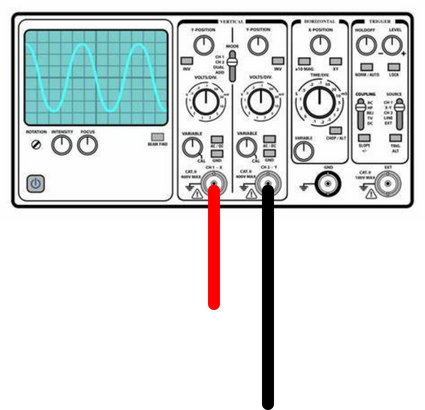 VERTICAL
HORIZONTAL
TRIGGER
Y-POSITION
Y-POSITION
X-POSITION
HOLDOFF
LEVEL
MODE
CH 1
CH 2
DUAL
ADD
INV
INV
x10 MAG
XY
NORM / AUTO
LOCK
VOLTS/DIV.
VOLTS/DIV.
TIME/DIV.
COUPLING
SOURCE
AC
HF
TV
DC
CH 1
X-Y
CH 2
LINE
EXT
ROTATION
INTENSITY
FOCUS
BEAM FIND
VARIABLE
VARIABLE
VARIABLE
AC / DC
AC / DC
GND
GND
CHOP / ALT
SLOPE
+/-
TRIG.
ALT
CAL
CAL
CH 1 - X
CH 2 - Y
GND
EXT
CAT.II
400V MAX
CAT.II
400V MAX
CAT.II
100V MAX